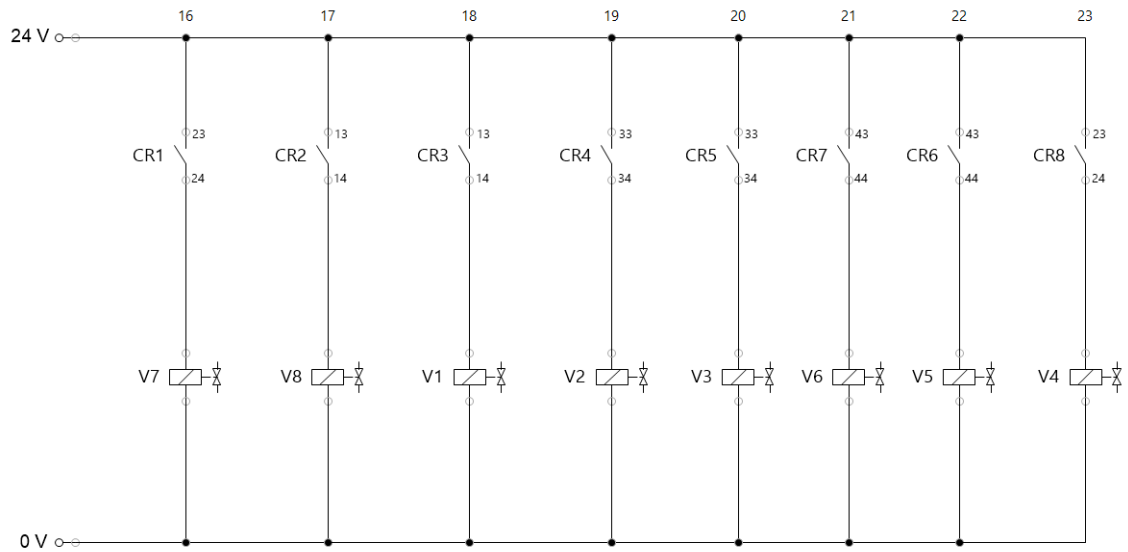 16 17 18 19 20 21 22 23
24 V
23 13 13 33 33 43 43 23
CR1 CR2 CR3 CR4 CR5 CR7 CR6 CR8
24 14 14 34 34 44 44 24
V7 V8 V1 V2 V3 V6 V5 V4
0 V